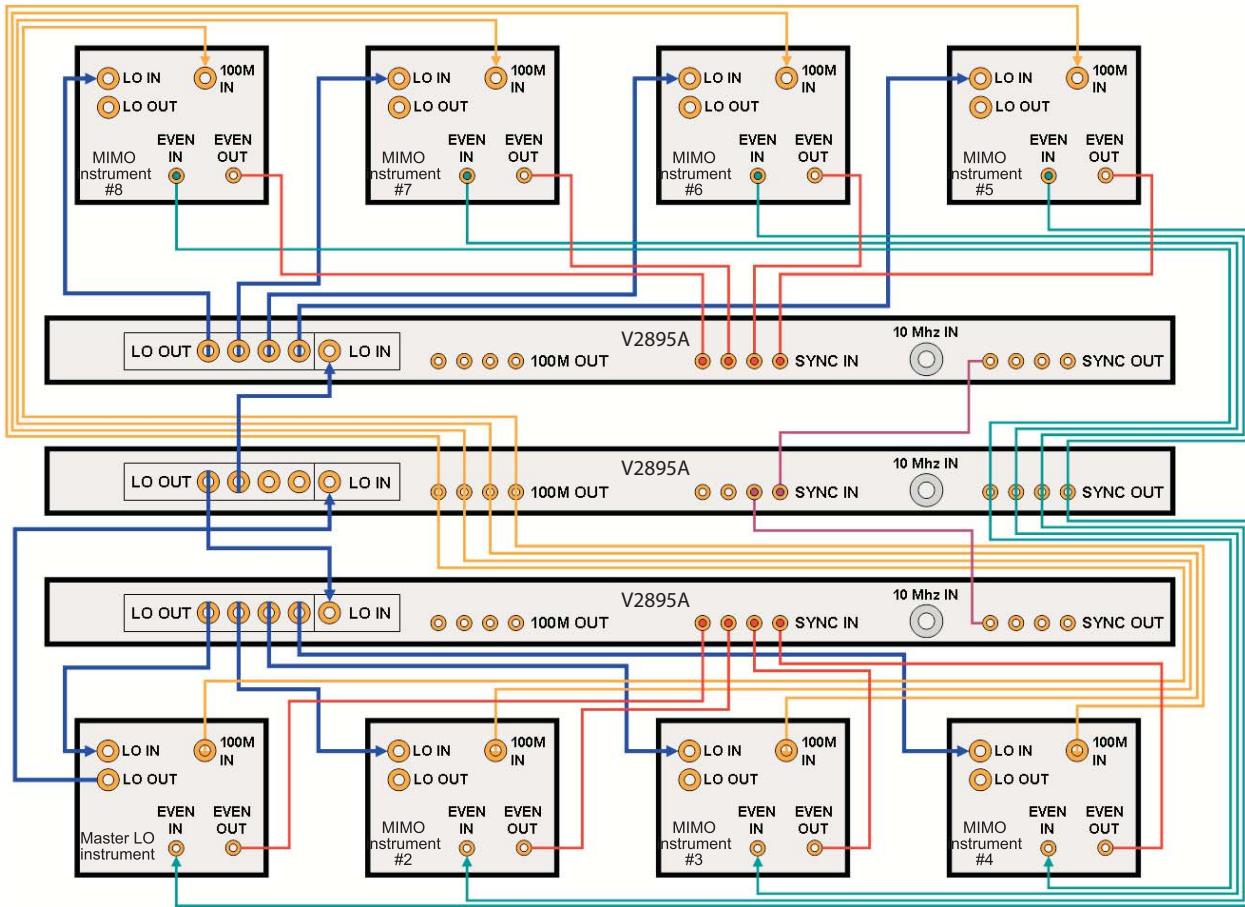 LO IN
100M
IN
LO OUT
EVEN
IN
EVEN
OUT
MIMO
nstrument
#8
LO IN
100M
IN
LO OUT
EVEN
IN
EVEN
OUT
MIMO
nstrument
#7
LO IN
100M
IN
LO OUT
EVEN
IN
EVEN
OUT
MIMO
nstrument
#6
LO IN
100M
IN
LO OUT
EVEN
IN
EVEN
OUT
MIMO
nstrument
#5
LO OUT
LO IN
100M OUT
V2895A
SYNC IN
10 Mhz IN
SYNC OUT
LO OUT
LO IN
100M OUT
V2895A
SYNC IN
10 Mhz IN
SYNC OUT
LO OUT
LO IN
100M OUT
V2895A
SYNC IN
10 Mhz IN
SYNC OUT
LO IN
100M
IN
LO OUT
EVEN
IN
EVEN
OUT
Master LO
instrument
LO IN
100M
IN
LO OUT
EVEN
IN
EVEN
OUT
MIMO
nstrument
#2
LO IN
100M
IN
LO OUT
EVEN
IN
EVEN
OUT
MIMO
nstrument
#3
LO IN
100M
IN
LO OUT
EVEN
IN
EVEN
OUT
MIMO
nstrument
#4